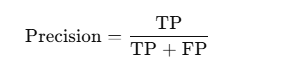 Precision = TP / TP + FP